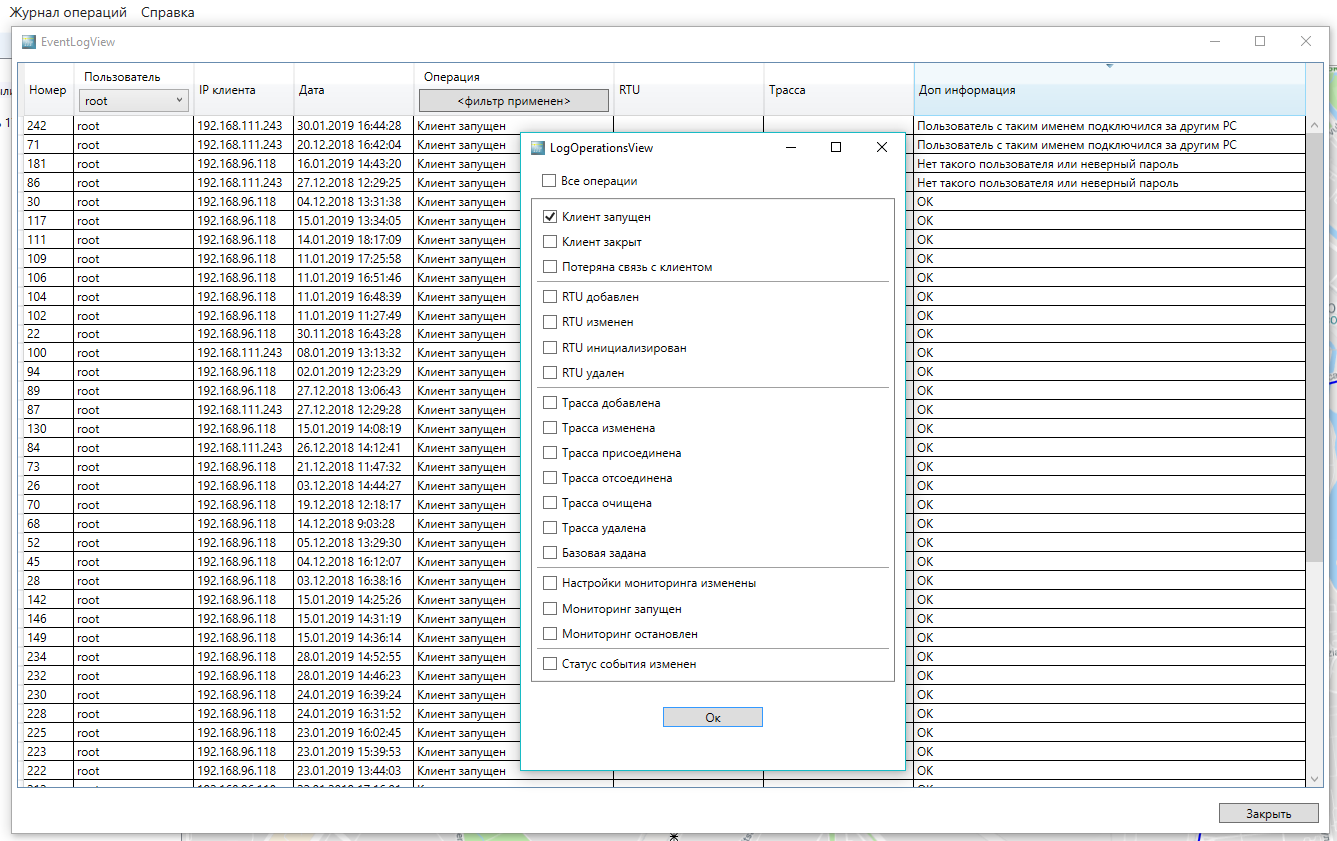 Журнал операций Справка
EventLogView
Номер Пользователь IP клиента Дата Операция RTU Трасса Доп информация
root <фильтр применен>
242 root 192.168.111.243 30.01.2019 16:44:28 Клиент запущен Пользователь с таким именем подключился за другим РС
71 root 192.168.111.243 20.12.2018 16:42:04 Клиент запущен Пользователь с таким именем подключился за другим РС
181 root 192.168.96.118 16.01.2019 14:43:20 Клиент запущен Нет такого пользователя или неверный пароль
86 root 192.168.111.243 27.12.2018 12:29:25 Клиент запущен Нет такого пользователя или неверный пароль
30 root 192.168.96.118 04.12.2018 13:31:38 Клиент запущен OK
117 root 192.168.96.118 15.01.2019 13:34:05 Клиент запущен OK
111 root 192.168.96.118 14.01.2019 18:17:09 Клиент запущен OK
109 root 192.168.96.118 11.01.2019 17:25:58 Клиент запущен OK
106 root 192.168.96.118 11.01.2019 16:51:46 Клиент запущен OK
104 root 192.168.96.118 11.01.2019 16:48:39 Клиент запущен OK
102 root 192.168.96.118 11.01.2019 11:27:49 Клиент запущен OK
22 root 192.168.96.118 30.11.2018 16:43:28 Клиент запущен OK
100 root 192.168.111.243 08.01.2019 13:13:32 Клиент запущен OK
94 root 192.168.96.118 02.01.2019 12:23:29 Клиент запущен OK
89 root 192.168.96.118 27.12.2018 13:06:43 Клиент запущен OK
87 root 192.168.111.243 27.12.2018 12:29:28 Клиент запущен OK
130 root 192.168.96.118 15.01.2019 14:08:19 Клиент запущен OK
84 root 192.168.111.243 26.12.2018 14:12:41 Клиент запущен OK
73 root 192.168.96.118 21.12.2018 11:47:32 Клиент запущен OK
26 root 192.168.96.118 03.12.2018 14:44:27 Клиент запущен OK
70 root 192.168.96.118 19.12.2018 12:18:17 Клиент запущен OK
68 root 192.168.96.118 14.12.2018 9:03:28 Клиент запущен OK
52 root 192.168.96.118 05.12.2018 13:29:30 Клиент запущен OK
45 root 192.168.96.118 04.12.2018 16:12:07 Клиент запущен OK
28 root 192.168.96.118 03.12.2018 16:38:16 Клиент запущен OK
142 root 192.168.96.118 15.01.2019 14:25:26 Клиент запущен OK
146 root 192.168.96.118 15.01.2019 14:31:19 Клиент запущен OK
149 root 192.168.96.118 15.01.2019 14:36:14 Клиент запущен OK
234 root 192.168.96.118 28.01.2019 14:52:55 Клиент запущен OK
232 root 192.168.96.118 28.01.2019 14:46:23 Клиент запущен OK
230 root 192.168.96.118 24.01.2019 16:39:24 Клиент запущен OK
228 root 192.168.96.118 24.01.2019 16:31:52 Клиент запущен OK
225 root 192.168.96.118 23.01.2019 16:02:45 Клиент запущен OK
223 root 192.168.96.118 23.01.2019 15:39:53 Клиент запущен OK
222 root 192.168.96.118 23.01.2019 13:44:03 Клиент запущен OK
LogOperationsView
Все операции
Клиент запущен
Клиент закрыт
Потеряна связь с клиентом
RTU добавлен
RTU изменен
RTU инициализирован
RTU удален
Трасса добавлена
Трасса изменена
Трасса присоединена
Трасса отсоединена
Трасса очищена
Трасса удалена
Базовая задана
Настройки мониторинга изменены
Мониторинг запущен
Мониторинг остановлен
Статус события изменен
Ок
Закрыть